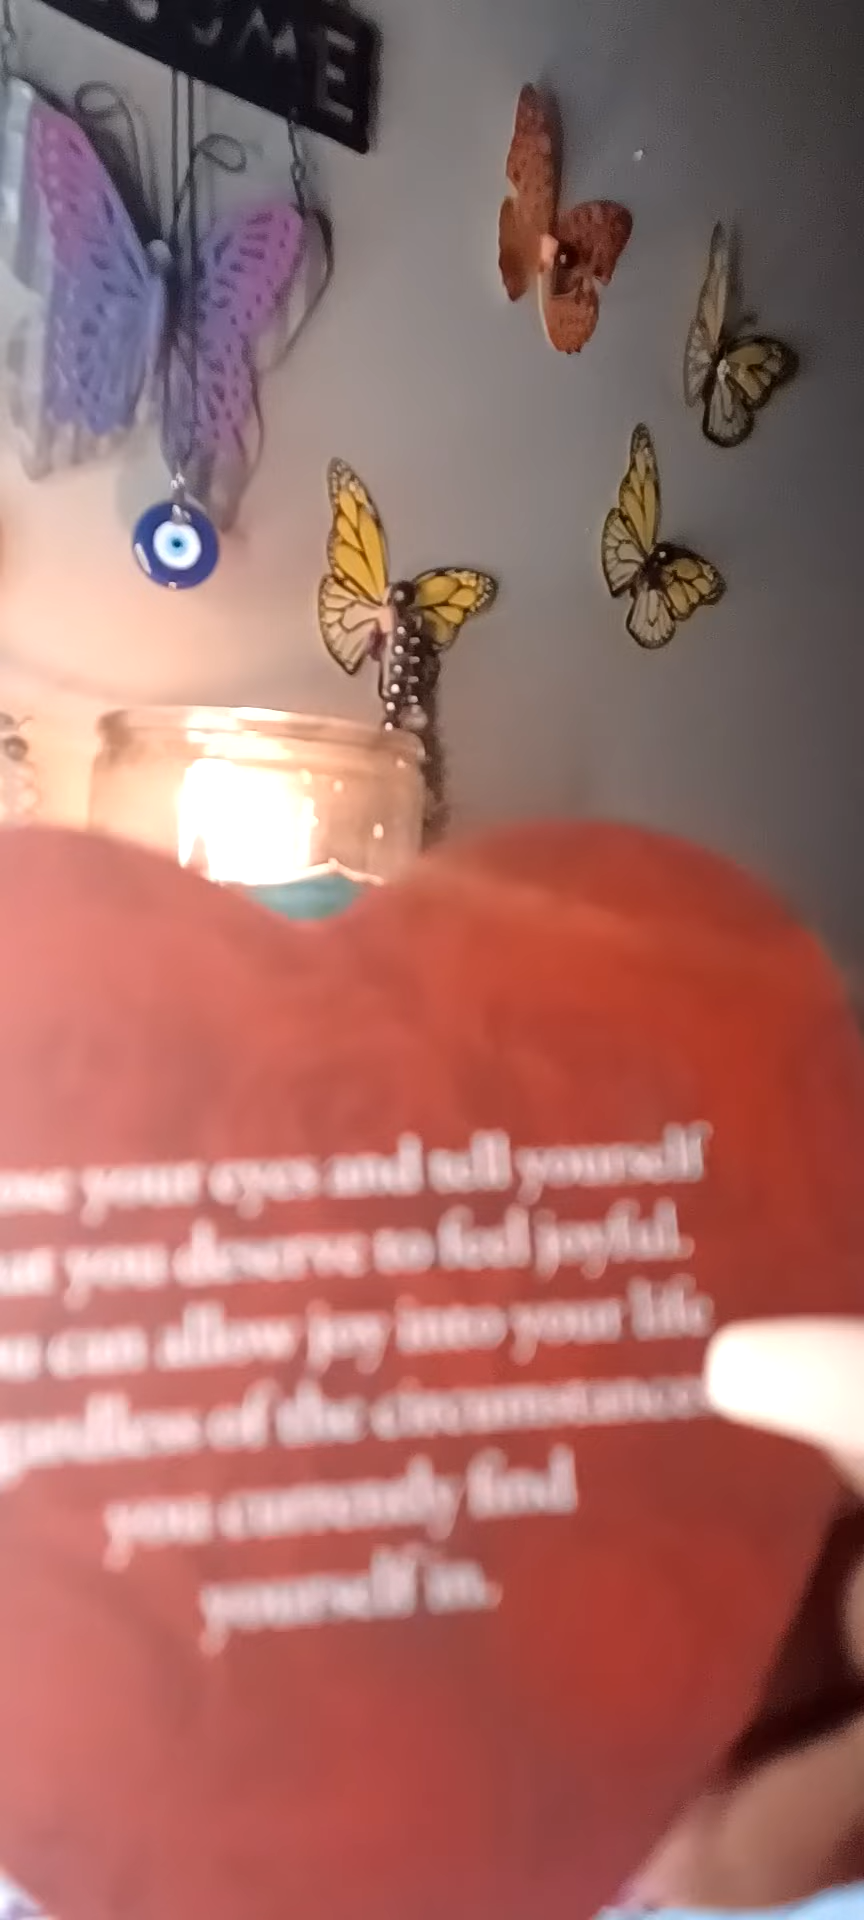 OME
your eyes and tell yourself
you deserve to feel joyful.
can allow joy into your life
of the circumstances
you currently find
yourself in.